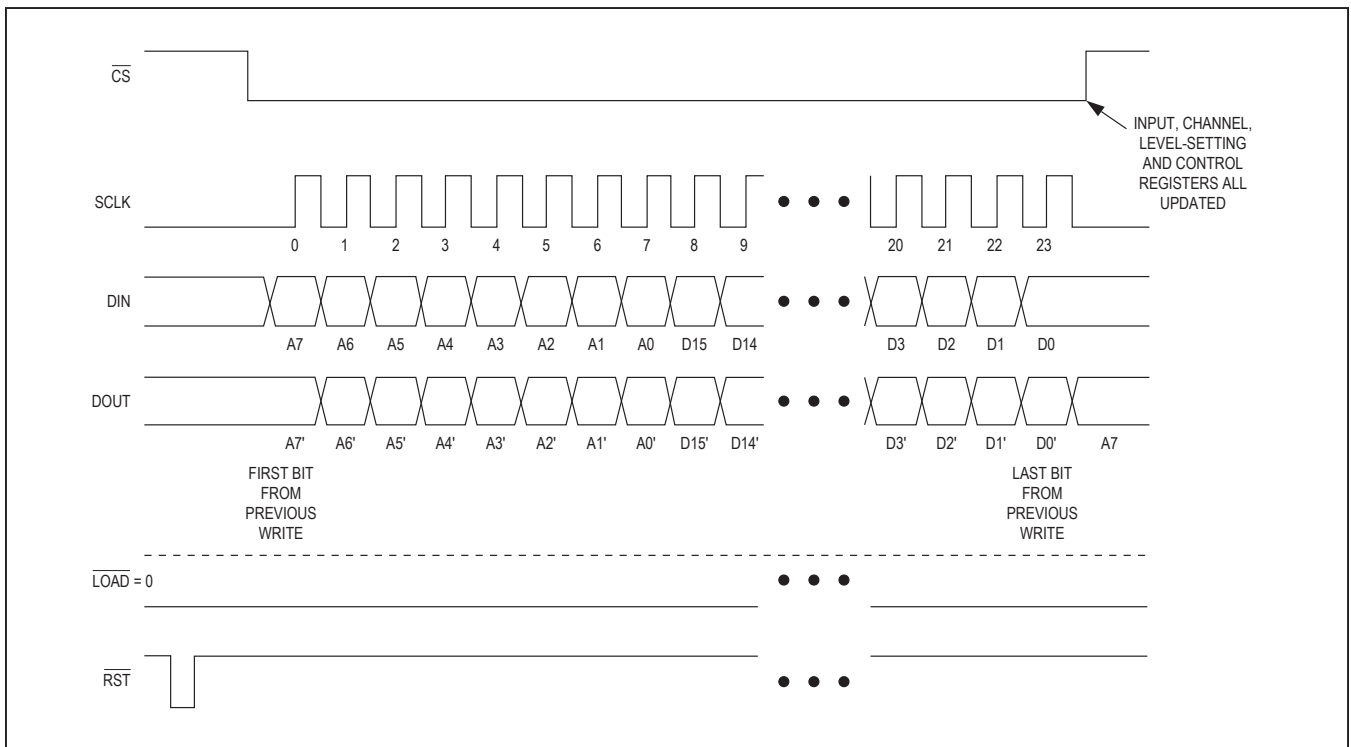 CS
INPUT, CHANNEL,
LEVEL-SETTING
AND CONTROL
REGISTERS ALL
UPDATED
SCLK
0 1 2 3 4 5 6 7 8 9 20 21 22 23
DIN
A7 A6 A5 A4 A3 A2 A1 A0 D15 D14 D3 D2 D1 D0
DOUT
A7' A6' A5' A4' A3' A2' A1' A0' D15' D14' D3' D2' D1' D0' A7
FIRST BIT
FROM
PREVIOUS
WRITE
LAST BIT
FROM
PREVIOUS
WRITE
LOAD = 0
RST